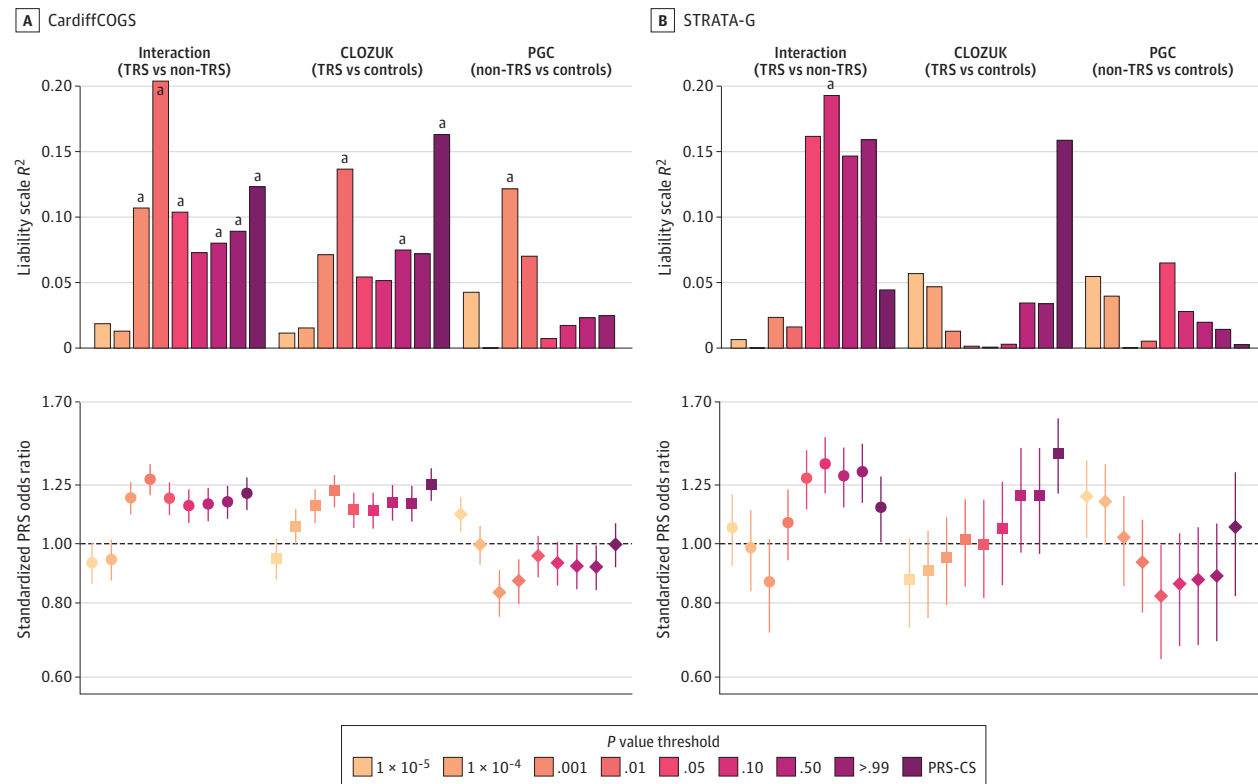 A CardiffCOGS
Interaction
(TRS vs non-TRS)
CLOZUK
(TRS vs controls)
PGC
(non-TRS vs controls)
0.20
0.15
0.10
0.05
0
Liability scale R²
a
a
a
a
a
a
a
a
a
a
1.70
1.25
1.00
0.80
0.60
Standardized PRS odds ratio
B STRATA-G
Interaction
(TRS vs non-TRS)
CLOZUK
(TRS vs controls)
PGC
(non-TRS vs controls)
0.20
0.15
0.10
0.05
0
Liability scale R²
a
1.70
1.25
1.00
0.80
0.60
Standardized PRS odds ratio
P value threshold
1 × 10⁻⁵ 1 × 10⁻⁴ .001 .01 .05 .10 .50 >.99 PRS-CS